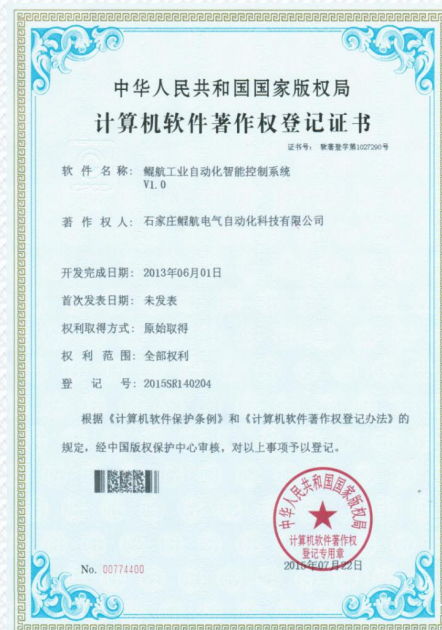 中华人民共和国国家版权局
计算机软件著作权登记证书
证书号： 软著登字第1027290号
软件名称： 鲲航工业自动化智能控制系统
V1.0
著作权人： 石家庄鲲航电气自动化科技有限公司
开发完成日期： 2013年06月01日
首次发表日期： 未发表
权利取得方式： 原始取得
权利范围： 全部权利
登记号： 2015SR140204
根据《计算机软件保护条例》和《计算机软件著作权登记办法》的
规定，经中国版权保护中心审核，对以上事项予以登记。
中华人民共和国国家版权局
计算机软件著作权
登记专用章
No. 00774400
2015年07月22日